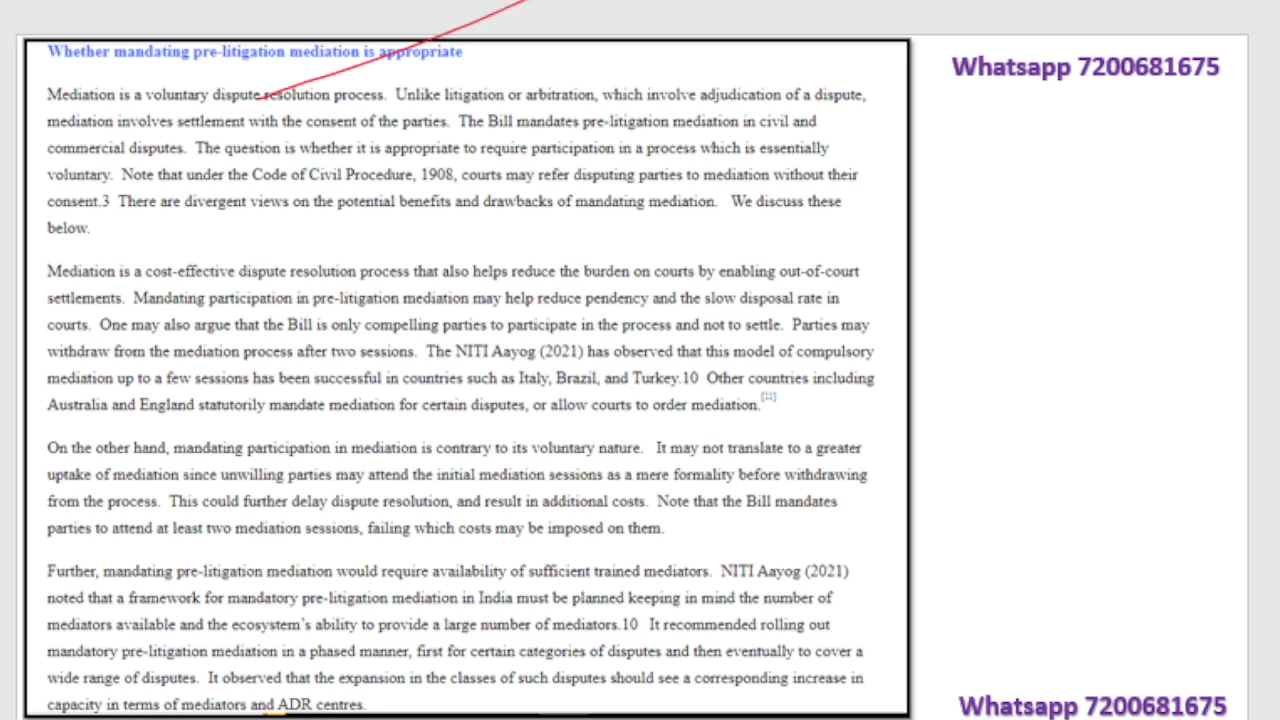 Whether mandating pre-litigation mediation is appropriate
Whatsapp 7200681675
Mediation is a voluntary dispute resolution process. Unlike litigation or arbitration, which involve adjudication of a dispute,
mediation involves settlement with the consent of the parties. The Bill mandates pre-litigation mediation in civil and
commercial disputes. The question is whether it is appropriate to require participation in a process which is essentially
voluntary. Note that under the Code of Civil Procedure, 1908, courts may refer disputing parties to mediation without their
consent.3 There are divergent views on the potential benefits and drawbacks of mandating mediation. We discuss these
below.
Mediation is a cost-effective dispute resolution process that also helps reduce the burden on courts by enabling out-of-court
settlements. Mandating participation in pre-litigation mediation may help reduce pendency and the slow disposal rate in
courts. One may also argue that the Bill is only compelling parties to participate in the process and not to settle. Parties may
withdraw from the mediation process after two sessions. The NITI Aayog (2021) has observed that this model of compulsory
mediation up to a few sessions has been successful in countries such as Italy, Brazil, and Turkey.10 Other countries including
Australia and England statutorily mandate mediation for certain disputes, or allow courts to order mediation.[11]
On the other hand, mandating participation in mediation is contrary to its voluntary nature. It may not translate to a greater
uptake of mediation since unwilling parties may attend the initial mediation sessions as a mere formality before withdrawing
from the process. This could further delay dispute resolution, and result in additional costs. Note that the Bill mandates
parties to attend at least two mediation sessions, failing which costs may be imposed on them.
Further, mandating pre-litigation mediation would require availability of sufficient trained mediators. NITI Aayog (2021)
noted that a framework for mandatory pre-litigation mediation in India must be planned keeping in mind the number of
mediators available and the ecosystem's ability to provide a large number of mediators.10 It recommended rolling out
mandatory pre-litigation mediation in a phased manner, first for certain categories of disputes and then eventually to cover a
wide range of disputes. It observed that the expansion in the classes of such disputes should see a corresponding increase in
capacity in terms of mediators and ADR centres.
Whatsapp 7200681675